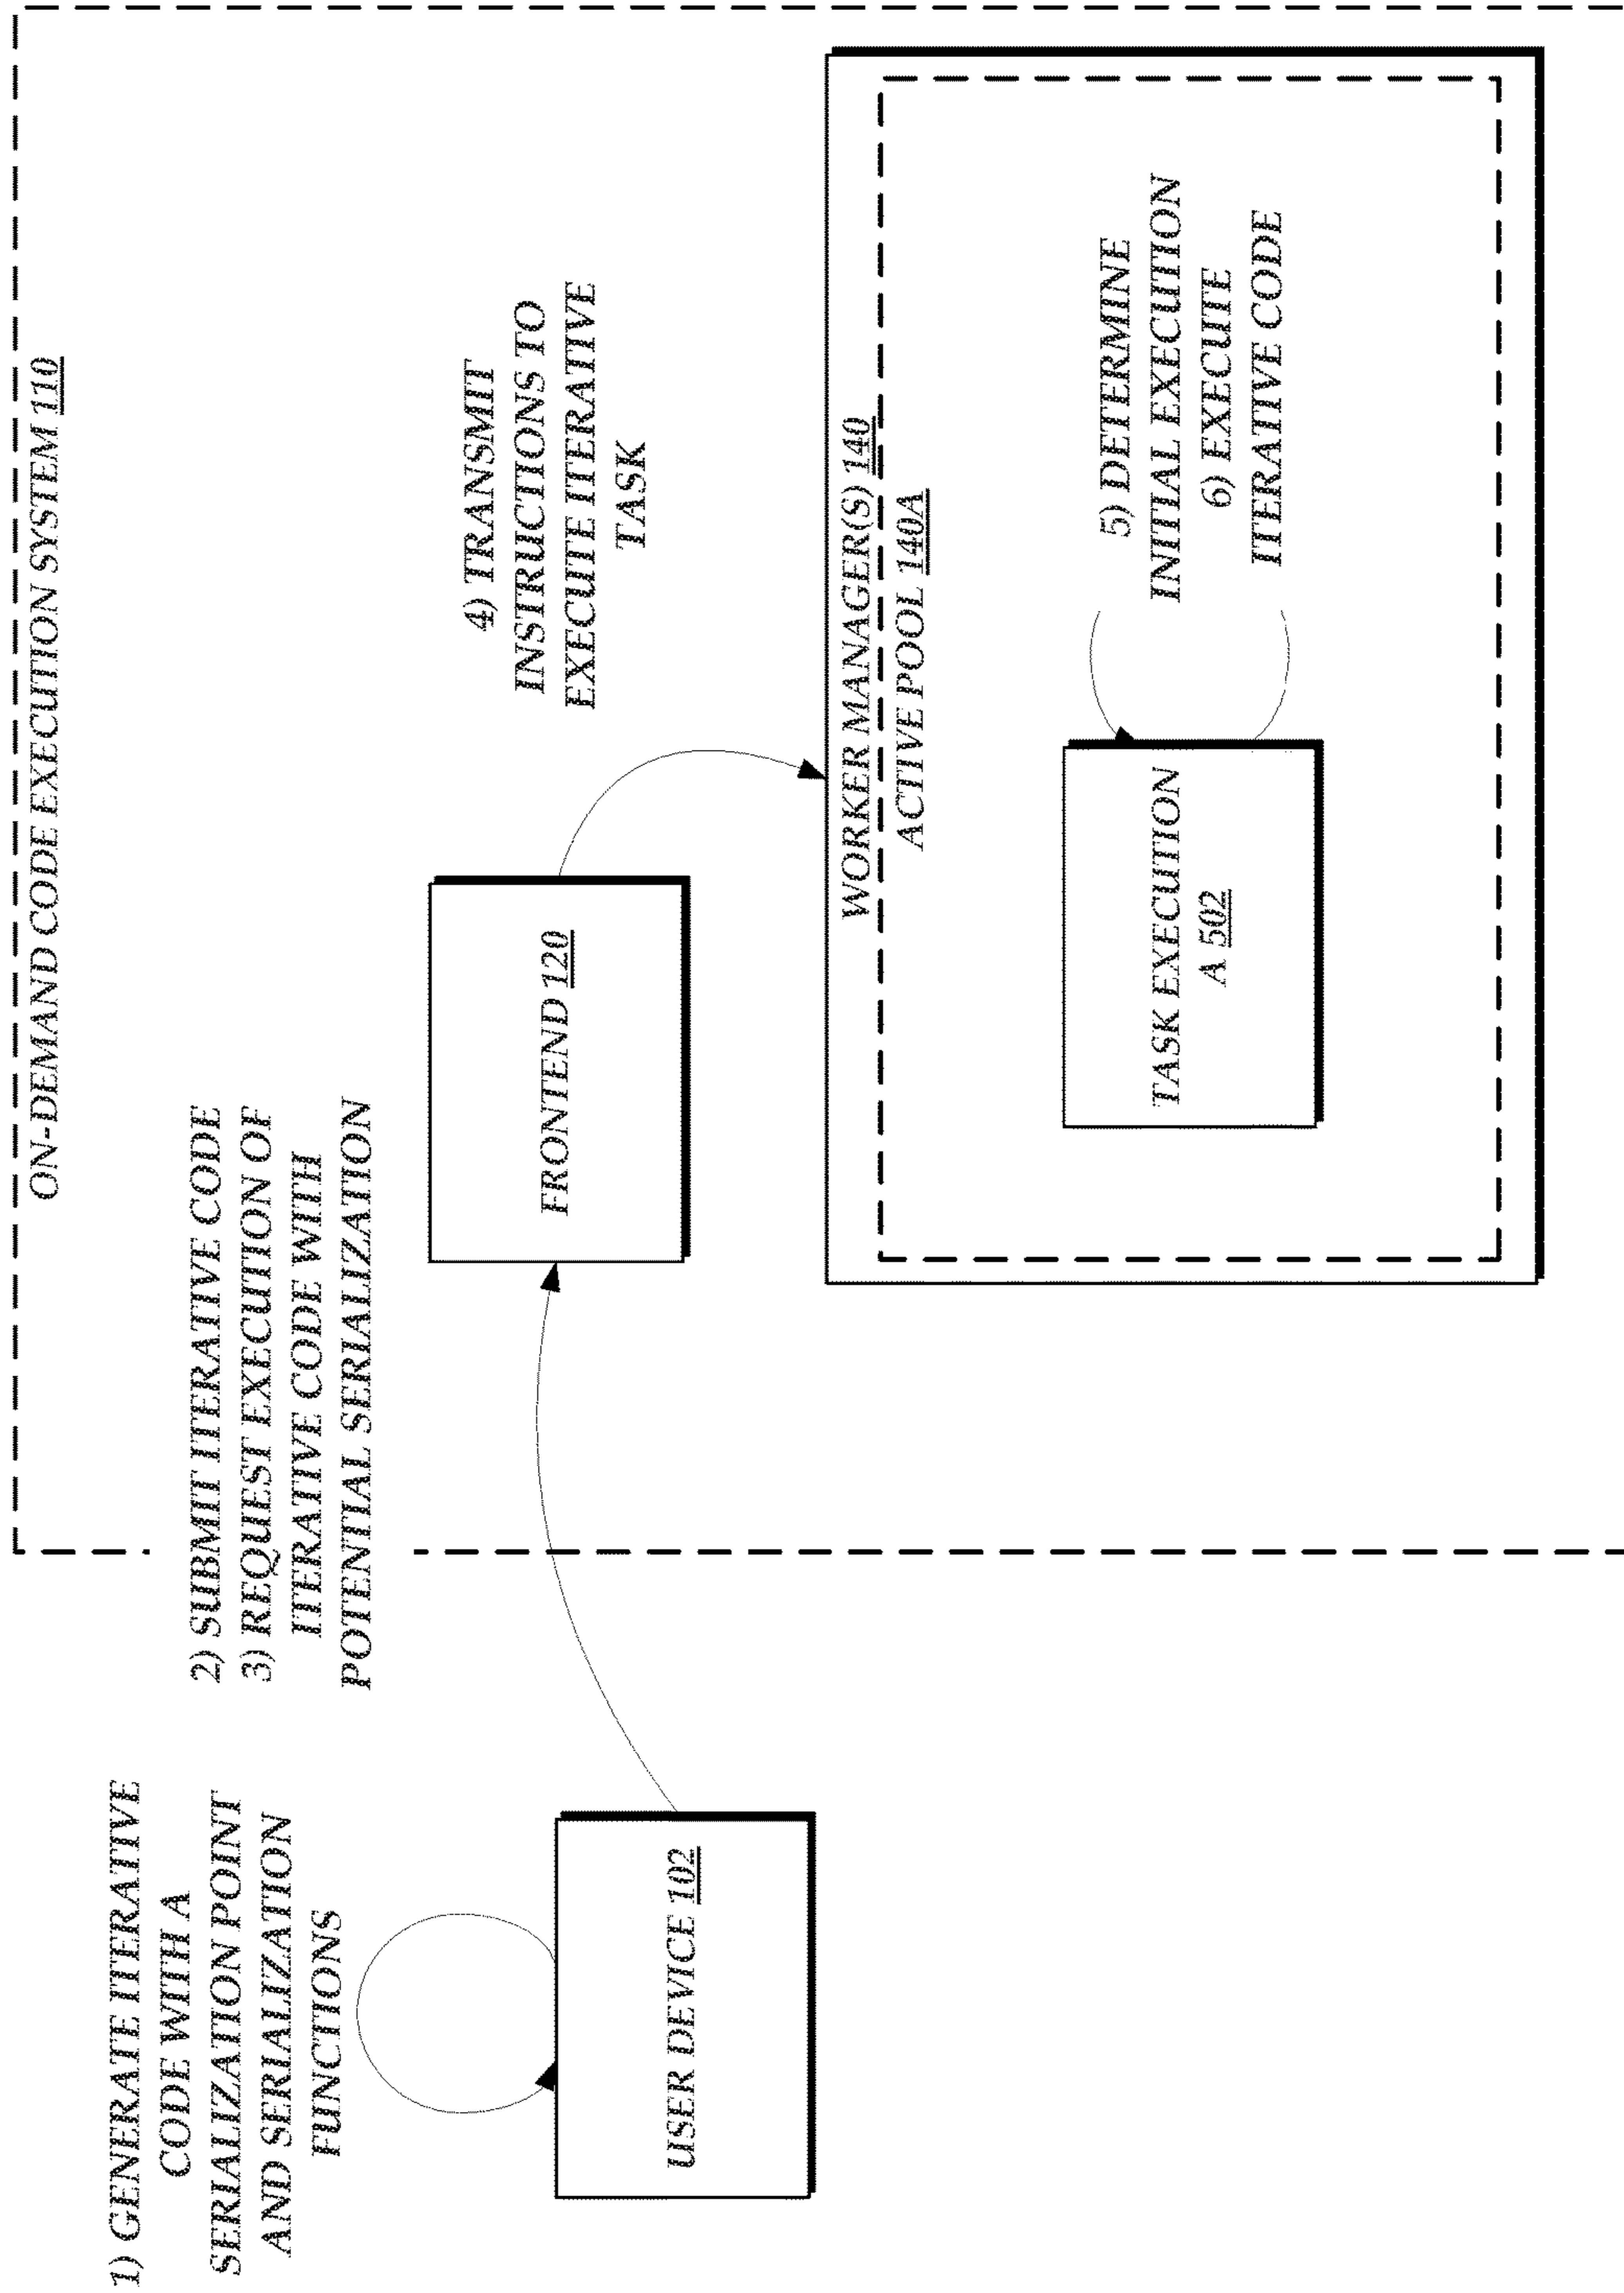 ON-DEMAND CODE EXECUTION SYSTEM 110
1) GENERATE ITERATIVE
CODE WITH A
SERIALIZATION POINT
AND SERIALIZATION
FUNCTIONS
USER DEVICE 102
2) SUBMIT ITERATIVE CODE
3) REQUEST EXECUTION OF
ITERATIVE CODE WITH
POTENTIAL SERIALIZATION
FRONTEND 120
4) TRANSMIT
INSTRUCTIONS TO
EXECUTE ITERATIVE
TASK
WORKER MANAGER(S) 140
ACTIVE POOL 140A
TASK EXECUTION
A 502
5) DETERMINE
INITIAL EXECUTION
6) EXECUTE
ITERATIVE CODE